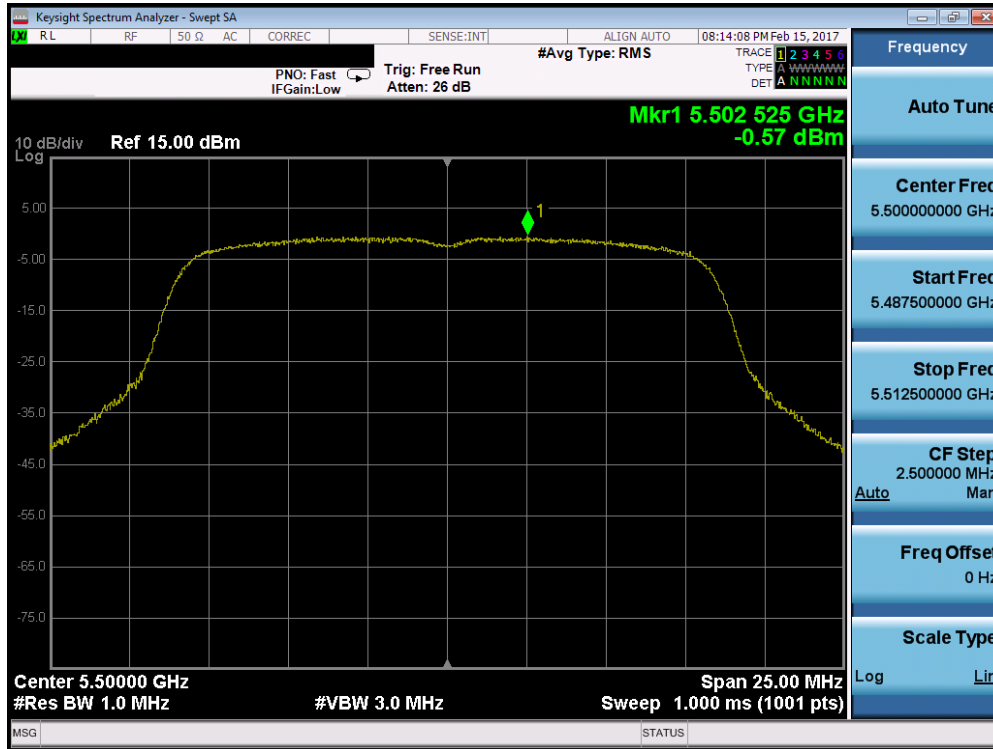 Keysight Spectrum Analyzer - Swept SA
LXI RL RF 50 Ω AC CORREC SENSE:INT ALIGN AUTO 08:14:08 PM Feb 15, 2017
Frequency
#Avg Type: RMS
TRACE 1 2 3 4 5 6
TYPE A WWWWW
DET A N N N N N
PNO: Fast
IFGain:Low
Trig: Free Run
Atten: 26 dB
Auto Tune
Mkr1 5.502 525 GHz
-0.57 dBm
10 dB/div
Log
Ref 15.00 dBm
1
5.00
-5.00
-15.0
-25.0
-35.0
-45.0
-55.0
-65.0
-75.0
Center Freq
5.500000000 GHz
Start Freq
5.487500000 GHz
Stop Freq
5.512500000 GHz
CF Step
2.500000 MHz
Auto Man
Freq Offset
0 Hz
Scale Type
Log Lin
Center 5.50000 GHz
Span 25.00 MHz
#Res BW 1.0 MHz
#VBW 3.0 MHz
Sweep 1.000 ms (1001 pts)
MSG
STATUS